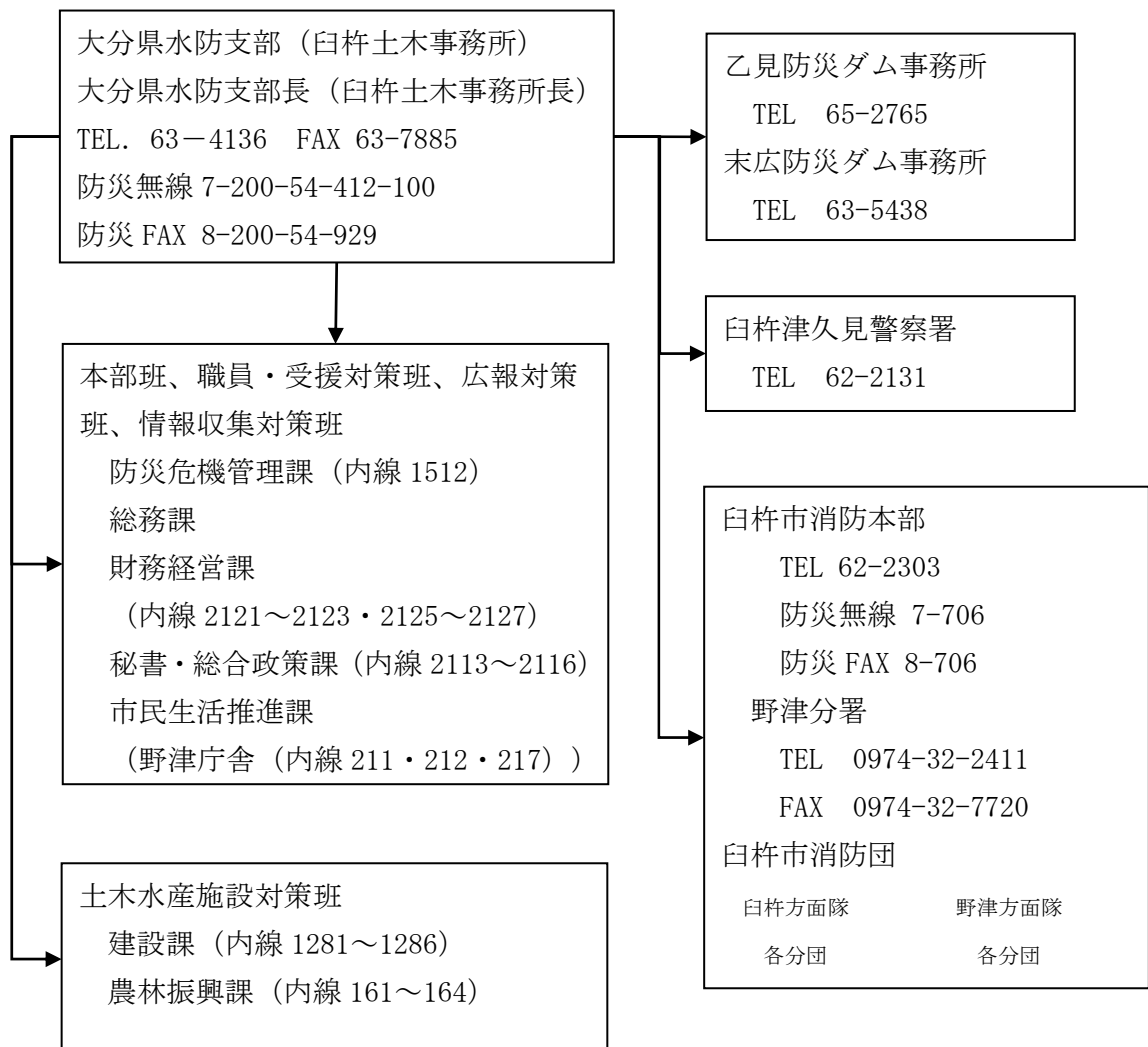 大分県水防支部（臼杵土木事務所）
大分県水防支部長（臼杵土木事務所長）
TEL. 63－4136　FAX 63-7885
防災無線 7-200-54-412-100
防災 FAX 8-200-54-929
本部班、職員・受援対策班、広報対策
班、情報収集対策班
防災危機管理課（内線 1512）
総務課
財務経営課
（内線 2121～2123・2125～2127）
秘書・総合政策課（内線 2113～2116）
市民生活推進課
（野津庁舎（内線 211・212・217））
土木水産施設対策班
建設課（内線 1281～1286）
農林振興課（内線 161～164）
乙見防災ダム事務所
TEL　65-2765
末広防災ダム事務所
TEL　63-5438
臼杵津久見警察署
TEL　62-2131
臼杵市消防本部
TEL 62-2303
防災無線 7-706
防災 FAX 8-706
野津分署
TEL　0974-32-2411
FAX　0974-32-7720
臼杵市消防団
臼杵方面隊　野津方面隊
各分団　各分団